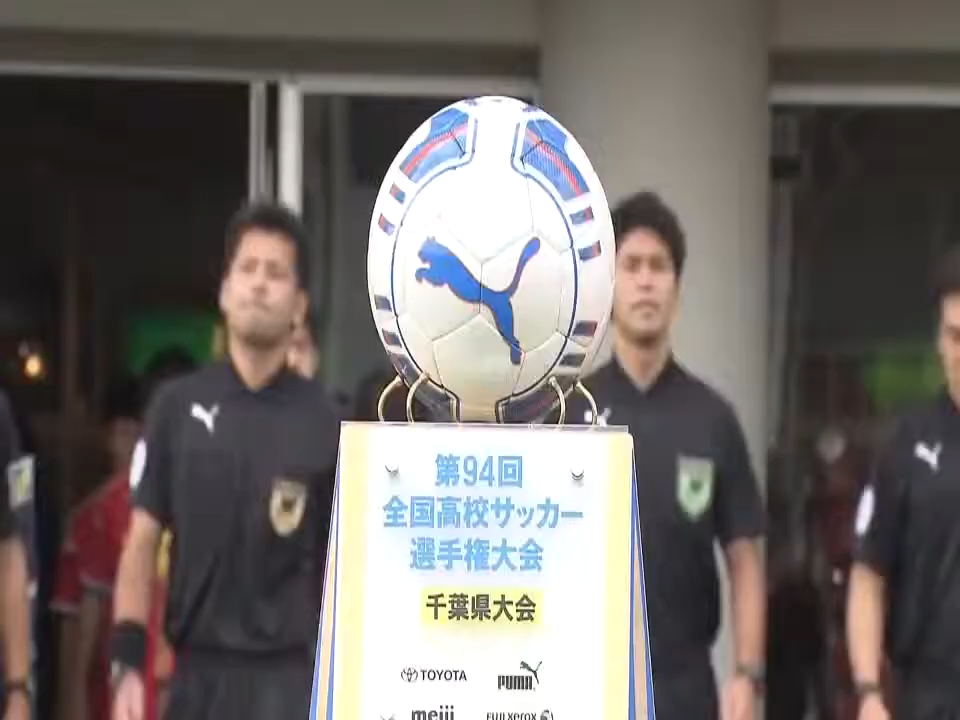 第94回
全国高校サッカー
選手権大会
千葉県大会
TOYOTA PUMA
meiji FUJI xerox